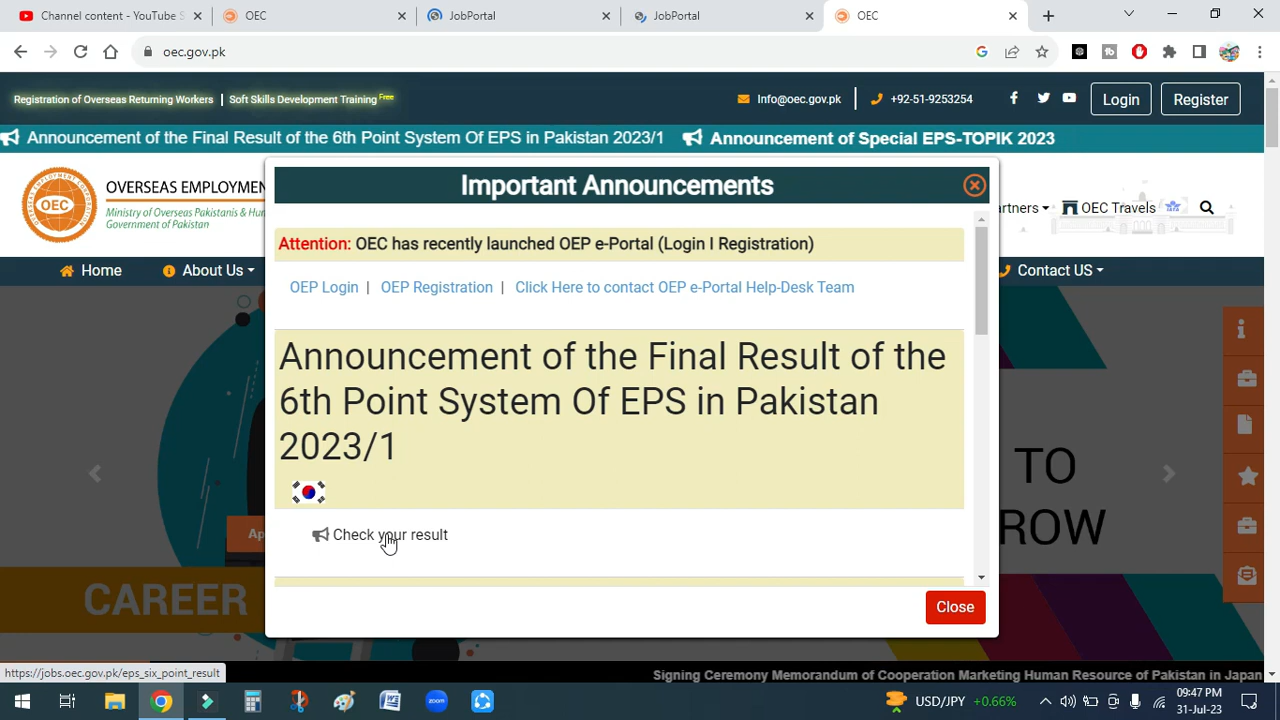 Channel content - YouTube S
OEC
JobPortal
JobPortal
OEC
oec.gov.pk
Registration of Overseas Returning Workers | Soft Skills Development Training Free
Info@oec.gov.pk
+92-51-9253254
Login
Register
Announcement of the Final Result of the 6th Point System Of EPS in Pakistan 2023/1
Announcement of Special EPS-TOPIK 2023
OEC
OVERSEAS EMPLOYMEN
Ministry of Overseas Pakistanis & Hu
Government of Pakistan
Important Announcements
artners
OEC Travels
IATA
Home
About Us
Contact US
Attention: OEC has recently launched OEP e-Portal (Login I Registration)
OEP Login | OEP Registration | Click Here to contact OEP e-Portal Help-Desk Team
Announcement of the Final Result of the
6th Point System Of EPS in Pakistan
2023/1
Check your result
TO
ROW
Ap
CAREER
Close
https://jobs.oec.gov.pk/eps_six_point_result
Signing Ceremony Memorandum of Cooperation Marketing Human Resource of Pakistan in Japan
W
zoom
USD/JPY +0.66%
09:47 PM
31-Jul-23